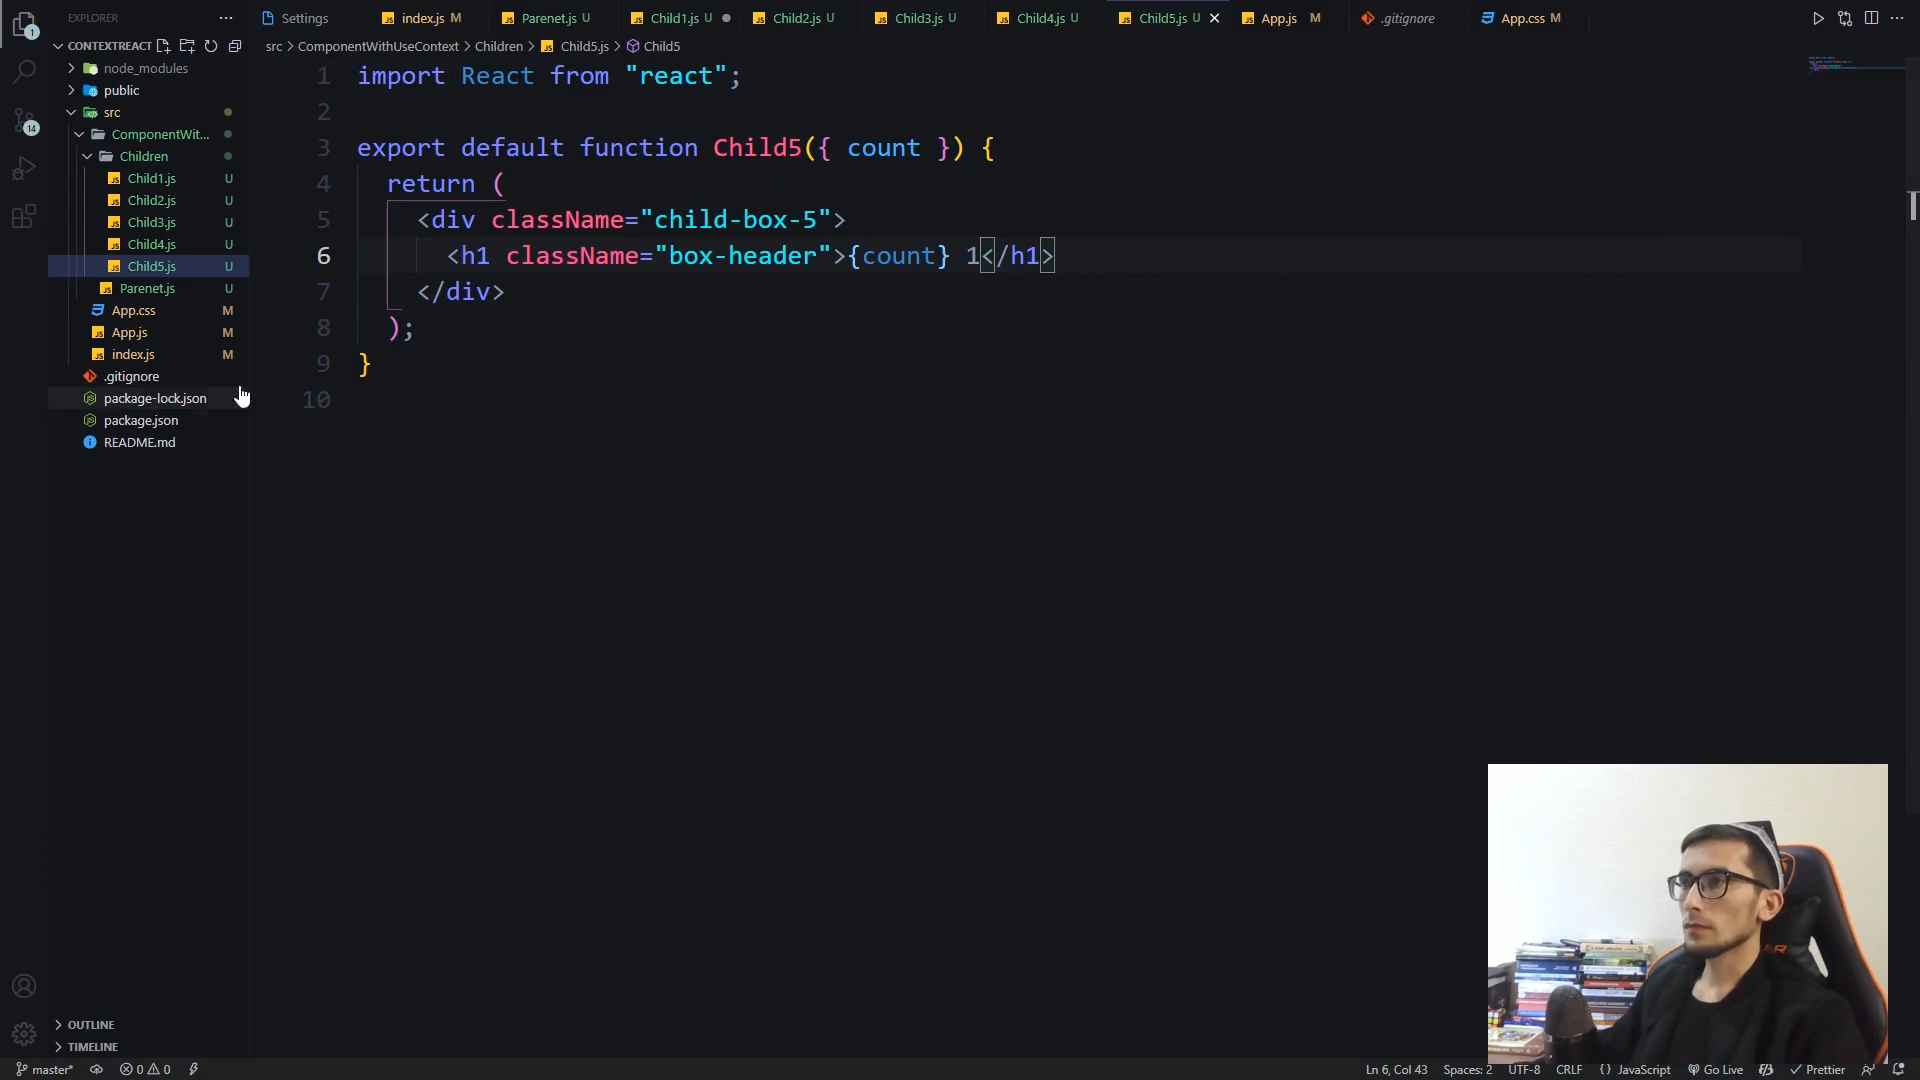 EXPLORER
CONTEXTREACT
node_modules
public
src
ComponentWit...
Children
Child1.js U
Child2.js U
Child3.js U
Child4.js U
Child5.js U
Parenet.js U
App.css M
App.js M
index.js M
.gitignore
package-lock.json
package.json
README.md
OUTLINE
TIMELINE
1
14
Settings
index.js M
Parenet.js U
Child1.js U
Child2.js U
Child3.js U
Child4.js U
Child5.js U
App.js M
.gitignore
App.css M
src > ComponentWithUseContext > Children > Child5.js > Child5
1 import React from "react";
2
3 export default function Child5({ count }) {
4 return (
5 <div className="child-box-5">
6 <h1 className="box-header">{count} 1</h1>
7 </div>
8 );
9 }
10
master* 0 0 Ln 6, Col 43 Spaces: 2 UTF-8 CRLF {} JavaScript Go Live Prettier